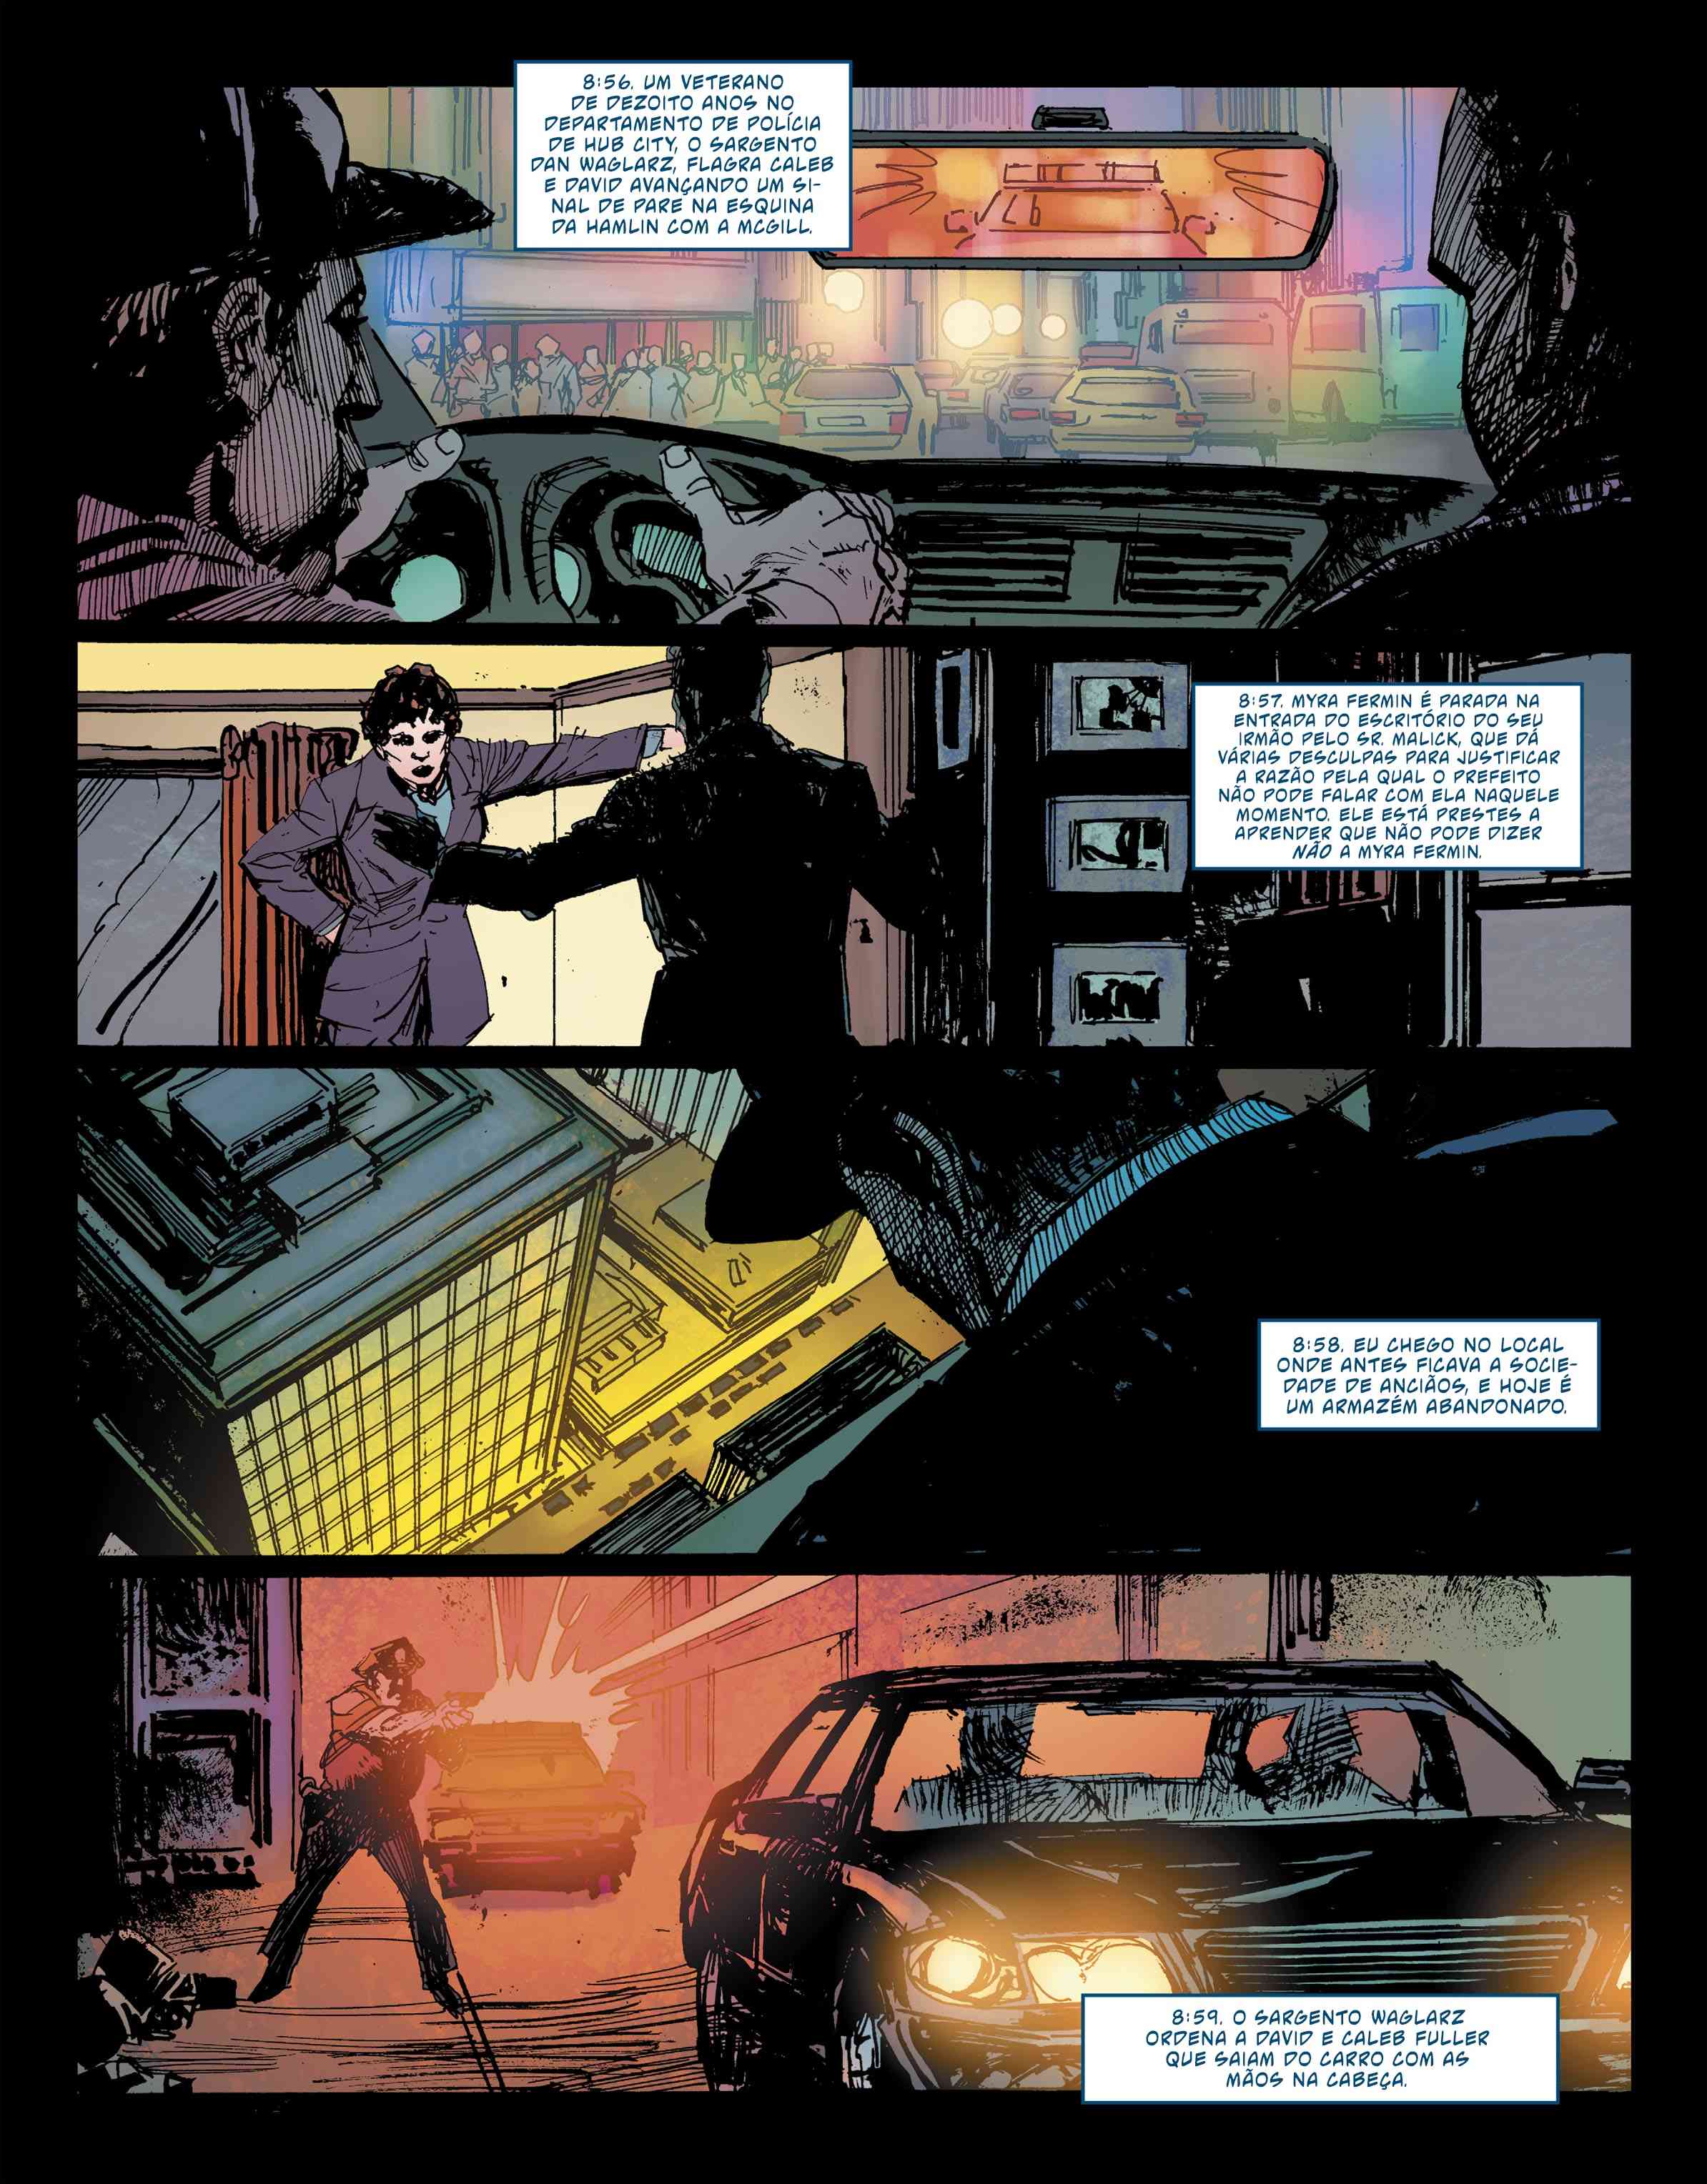 8:56. UM VETERANO
DE DEZOITO ANOS NO
DEPARTAMENTO DE POLÍCIA
DE HUB CITY, O SARGENTO
DAN WAGLARZ, FLAGRA CALEB
E DAVID AVANÇANDO UM SI-
NAL DE PARE NA ESQUINA
DA HAMLIN COM A MCGILL.
8:57. MYRA FERMIN É PARADA NA
ENTRADA DO ESCRITÓRIO DO SEU
IRMÃO PELO SR. MALICK, QUE DÁ
VÁRIAS DESCULPAS PARA JUSTIFICAR
A RAZÃO PELA QUAL O PREFEITO
NÃO PODE FALAR COM ELA NAQUELE
MOMENTO. ELE ESTÁ PRESTES A
APRENDER QUE NÃO PODE DIZER
NÃO A MYRA FERMIN.
8:58. EU CHEGO NO LOCAL
ONDE ANTES FICAVA A SOCIE-
DADE DE ANCIÃOS, E HOJE É
UM ARMAZÉM ABANDONADO.
8:59. O SARGENTO WAGLARZ
ORDENA A DAVID E CALEB FULLER
QUE SAIAM DO CARRO COM AS
MÃOS NA CABEÇA.